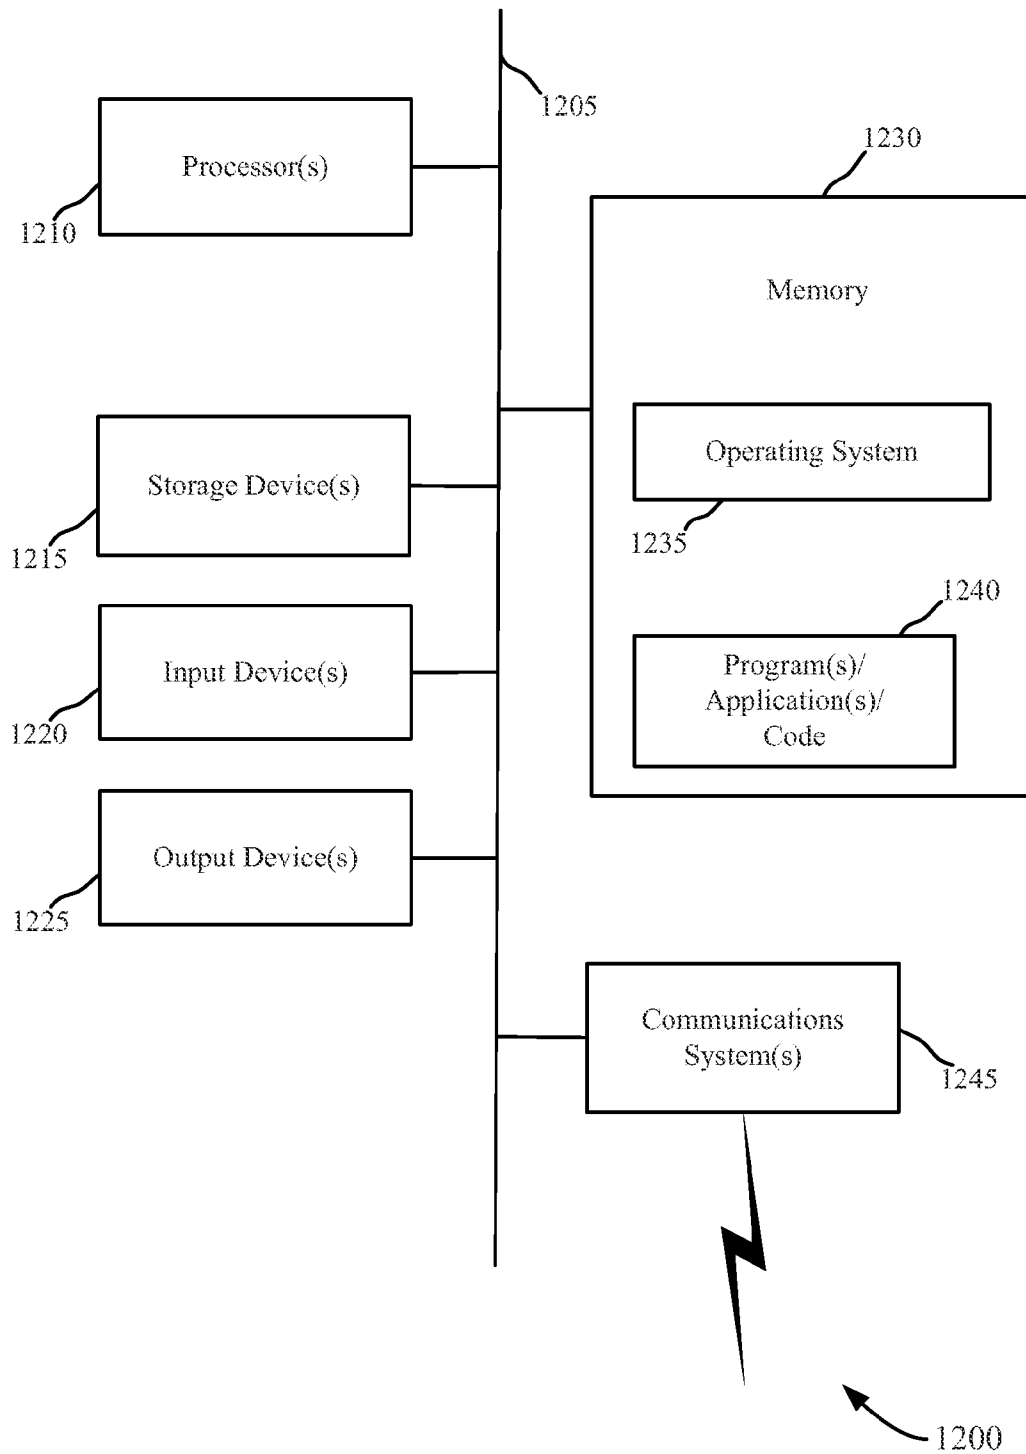 1205
Processor(s)
1210
1230
Memory
Storage Device(s)
1215
Operating System
1235
Input Device(s)
1220
1240
Program(s)/
Application(s)/
Code
Output Device(s)
1225
Communications
System(s)
1245
1200